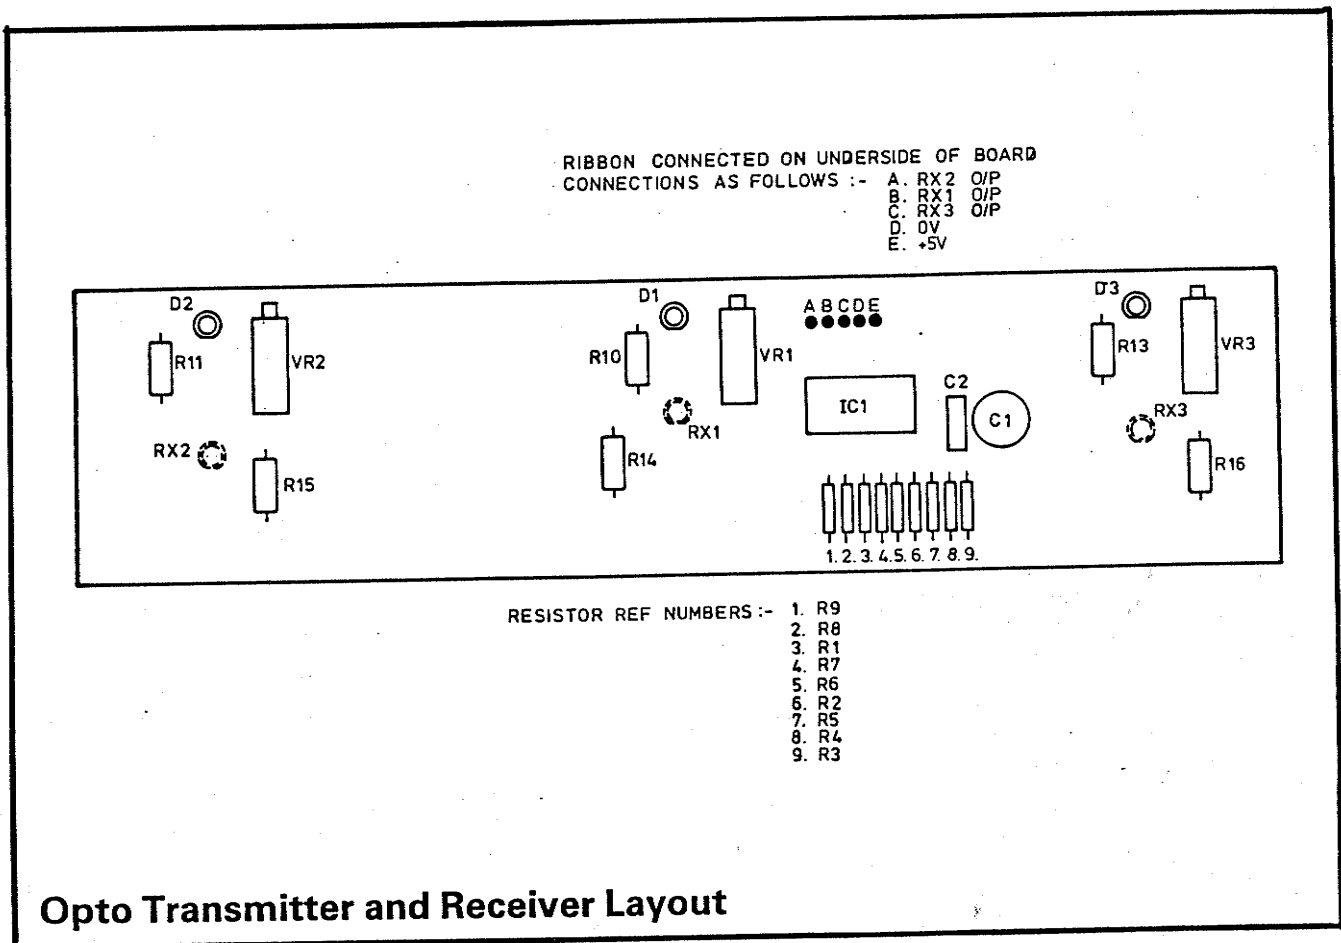 RIBBON CONNECTED ON UNDERSIDE OF BOARD
CONNECTIONS AS FOLLOWS :- A. RX2 O/P
B. RX1 O/P
C. RX3 O/P
D. 0V
E. +5V
D2
D1
A B C D E
D3
R11
VR2
R10
VR1
R13
VR3
IC1
C2
C1
RX2
RX1
RX3
R15
R14
R16
1. 2. 3. 4. 5. 6. 7. 8. 9.
RESISTOR REF NUMBERS :- 1. R9
2. R8
3. R1
4. R7
5. R6
6. R2
7. R5
8. R4
9. R3
Opto Transmitter and Receiver Layout